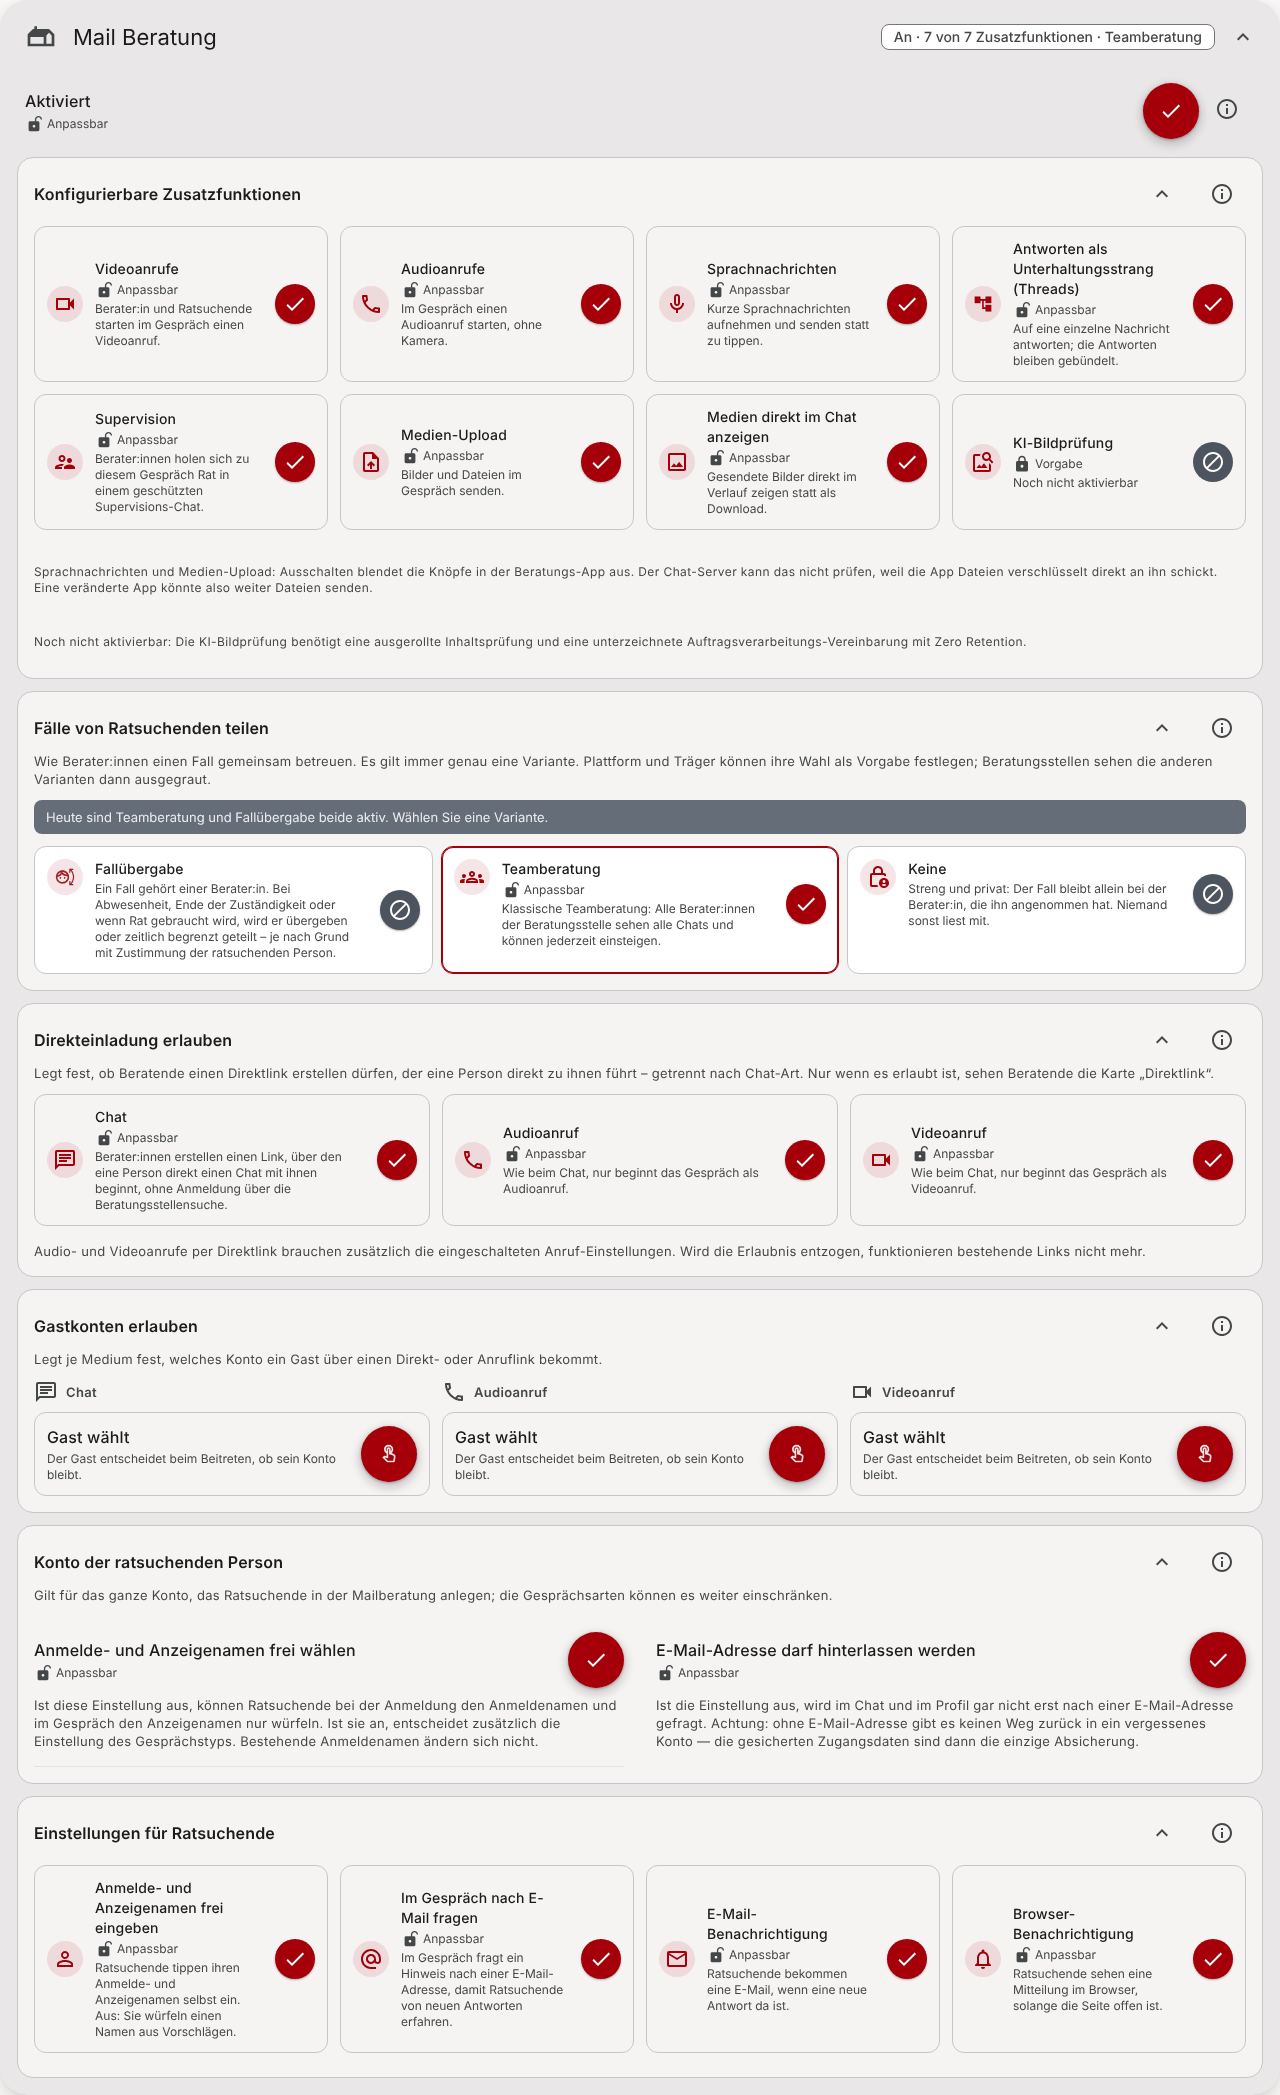 Mail Beratung
An · 7 von 7 Zusatzfunktionen · Teamberatung
Aktiviert
Anpassbar
Konfigurierbare Zusatzfunktionen
Videoanrufe
Anpassbar
Berater:in und Ratsuchende
starten im Gespräch einen
Videoanruf.
Audioanrufe
Anpassbar
Im Gespräch einen
Audioanruf starten, ohne
Kamera.
Sprachnachrichten
Anpassbar
Kurze Sprachnachrichten
aufnehmen und senden statt
zu tippen.
Antworten als
Unterhaltungsstrang
(Threads)
Anpassbar
Auf eine einzelne Nachricht
antworten; die Antworten
bleiben gebündelt.
Supervision
Anpassbar
Berater:innen holen sich zu
diesem Gespräch Rat in
einem geschützten
Supervisions-Chat.
Medien-Upload
Anpassbar
Bilder und Dateien im
Gespräch senden.
Medien direkt im Chat
anzeigen
Anpassbar
Gesendete Bilder direkt im
Verlauf zeigen statt als
Download.
KI-Bildprüfung
Vorgabe
Noch nicht aktivierbar
Sprachnachrichten und Medien-Upload: Ausschalten blendet die Knöpfe in der Beratungs-App aus. Der Chat-Server kann das nicht prüfen, weil die App Dateien verschlüsselt direkt an ihn schickt.
Eine veränderte App könnte also weiter Dateien senden.
Noch nicht aktivierbar: Die KI-Bildprüfung benötigt eine ausgerollte Inhaltsprüfung und eine unterzeichnete Auftragsverarbeitungs-Vereinbarung mit Zero Retention.
Fälle von Ratsuchenden teilen
Wie Berater:innen einen Fall gemeinsam betreuen. Es gilt immer genau eine Variante. Plattform und Träger können ihre Wahl als Vorgabe festlegen; Beratungsstellen sehen die anderen
Varianten dann ausgegraut.
Heute sind Teamberatung und Fallübergabe beide aktiv. Wählen Sie eine Variante.
Fallübergabe
Ein Fall gehört einer Berater:in. Bei
Abwesenheit, Ende der Zuständigkeit oder
wenn Rat gebraucht wird, wird er übergeben
oder zeitlich begrenzt geteilt – je nach Grund
mit Zustimmung der ratsuchenden Person.
Teamberatung
Anpassbar
Klassische Teamberatung: Alle Berater:innen
der Beratungsstelle sehen alle Chats und
können jederzeit einsteigen.
Keine
Streng und privat: Der Fall bleibt allein bei der
Berater:in, die ihn angenommen hat. Niemand
sonst liest mit.
Direkteinladung erlauben
Legt fest, ob Beratende einen Direktlink erstellen dürfen, der eine Person direkt zu ihnen führt – getrennt nach Chat-Art. Nur wenn es erlaubt ist, sehen Beratende die Karte „Direktlink“.
Chat
Anpassbar
Berater:innen erstellen einen Link, über den
eine Person direkt einen Chat mit ihnen
beginnt, ohne Anmeldung über die
Beratungsstellensuche.
Audioanruf
Anpassbar
Wie beim Chat, nur beginnt das Gespräch als
Audioanruf.
Videoanruf
Anpassbar
Wie beim Chat, nur beginnt das Gespräch als
Videoanruf.
Audio- und Videoanrufe per Direktlink brauchen zusätzlich die eingeschalteten Anruf-Einstellungen. Wird die Erlaubnis entzogen, funktionieren bestehende Links nicht mehr.
Gastkonten erlauben
Legt je Medium fest, welches Konto ein Gast über einen Direkt- oder Anruflink bekommt.
Chat
Gast wählt
Der Gast entscheidet beim Beitreten, ob sein Konto
bleibt.
Audioanruf
Gast wählt
Der Gast entscheidet beim Beitreten, ob sein Konto
bleibt.
Videoanruf
Gast wählt
Der Gast entscheidet beim Beitreten, ob sein Konto
bleibt.
Konto der ratsuchenden Person
Gilt für das ganze Konto, das Ratsuchende in der Mailberatung anlegen; die Gesprächsarten können es weiter einschränken.
Anmelde- und Anzeigenamen frei wählen
Anpassbar
Ist diese Einstellung aus, können Ratsuchende bei der Anmeldung den Anmeldenamen und
im Gespräch den Anzeigenamen nur würfeln. Ist sie an, entscheidet zusätzlich die
Einstellung des Gesprächstyps. Bestehende Anmeldenamen ändern sich nicht.
E-Mail-Adresse darf hinterlassen werden
Anpassbar
Ist die Einstellung aus, wird im Chat und im Profil gar nicht erst nach einer E-Mail-Adresse
gefragt. Achtung: ohne E-Mail-Adresse gibt es keinen Weg zurück in ein vergessenes
Konto — die gesicherten Zugangsdaten sind dann die einzige Absicherung.
Einstellungen für Ratsuchende
Anmelde- und
Anzeigenamen frei
eingeben
Anpassbar
Ratsuchende tippen ihren
Anmelde- und
Anzeigenamen selbst ein.
Aus: Sie würfeln einen
Namen aus Vorschlägen.
Im Gespräch nach E-
Mail fragen
Anpassbar
Im Gespräch fragt ein
Hinweis nach einer E-Mail-
Adresse, damit Ratsuchende
von neuen Antworten
erfahren.
E-Mail-
Benachrichtigung
Anpassbar
Ratsuchende bekommen
eine E-Mail, wenn eine neue
Antwort da ist.
Browser-
Benachrichtigung
Anpassbar
Ratsuchende sehen eine
Mitteilung im Browser,
solange die Seite offen ist.